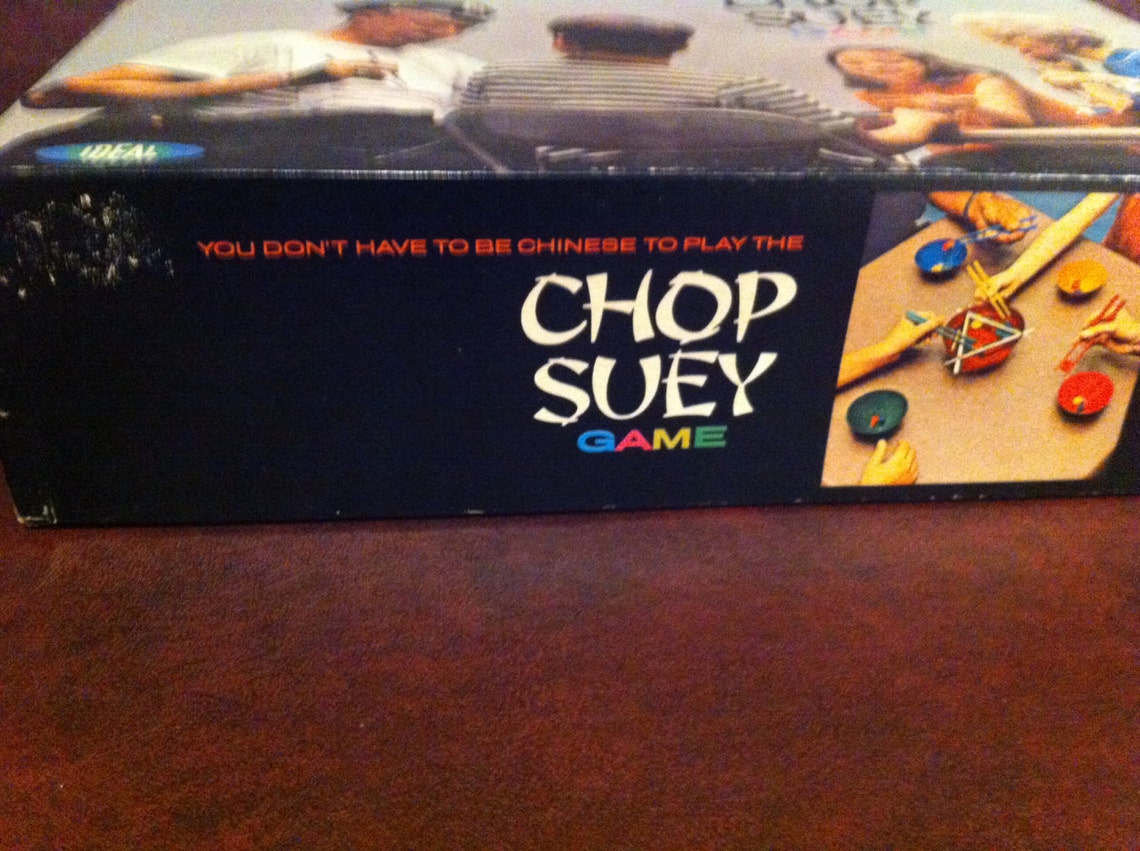 IDEAL
YOU DON'T HAVE TO BE CHINESE TO PLAY THE
CHOP
SUEY
GAME